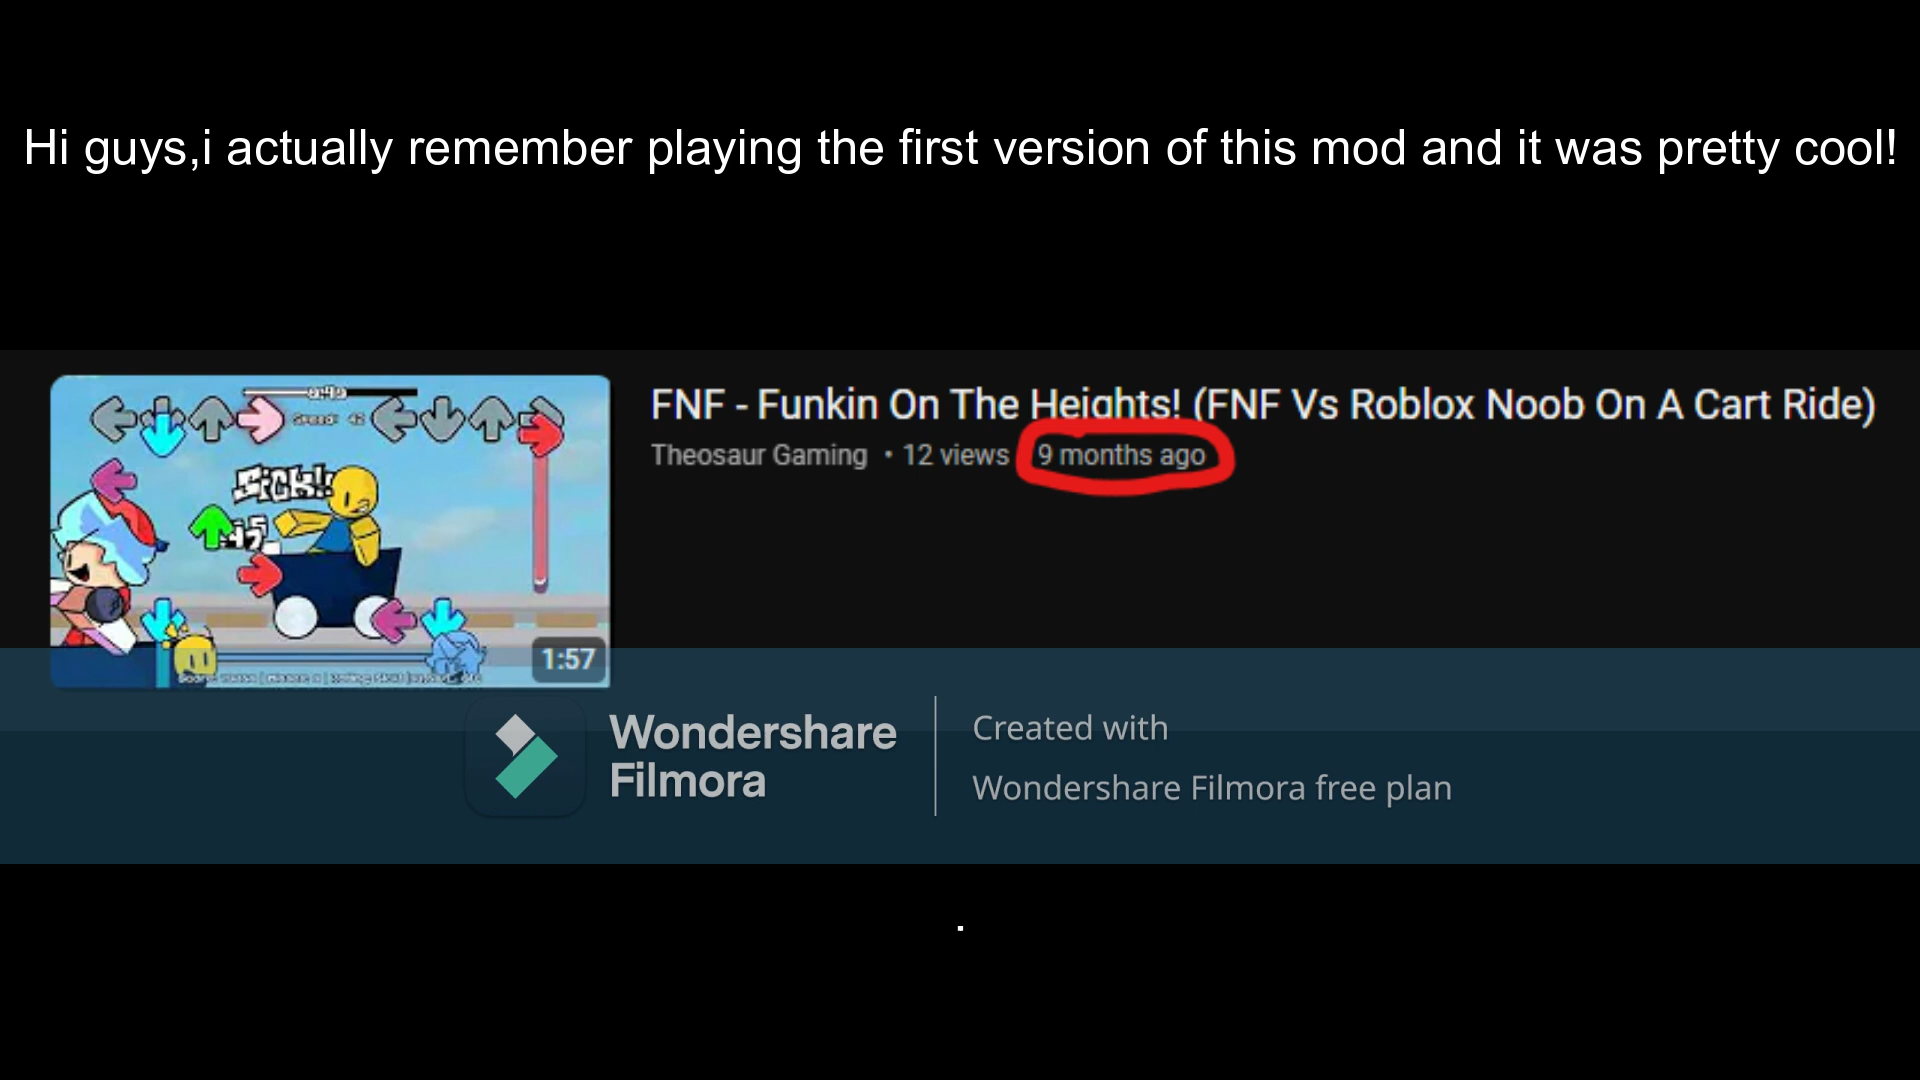 Hi guys,i actually remember playing the first version of this mod and it was pretty cool!
FNF - Funkin On The Heights! (FNF Vs Roblox Noob On A Cart Ride)
Theosaur Gaming • 12 views 9 months ago
SiCK!!
1:57
Wondershare
Filmora
Created with
Wondershare Filmora free plan
.